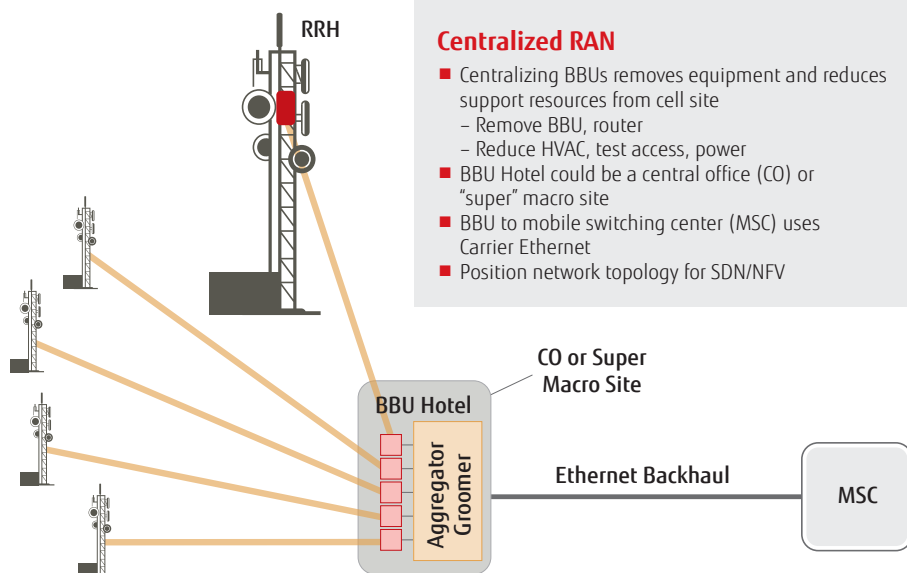 RRH
Centralized RAN
■ Centralizing BBUs removes equipment and reduces
support resources from cell site
– Remove BBU, router
– Reduce HVAC, test access, power
■ BBU Hotel could be a central office (CO) or
“super” macro site
■ BBU to mobile switching center (MSC) uses
Carrier Ethernet
■ Position network topology for SDN/NFV
CO or Super
Macro Site
BBU Hotel
Aggregator
Groomer
Ethernet Backhaul
MSC